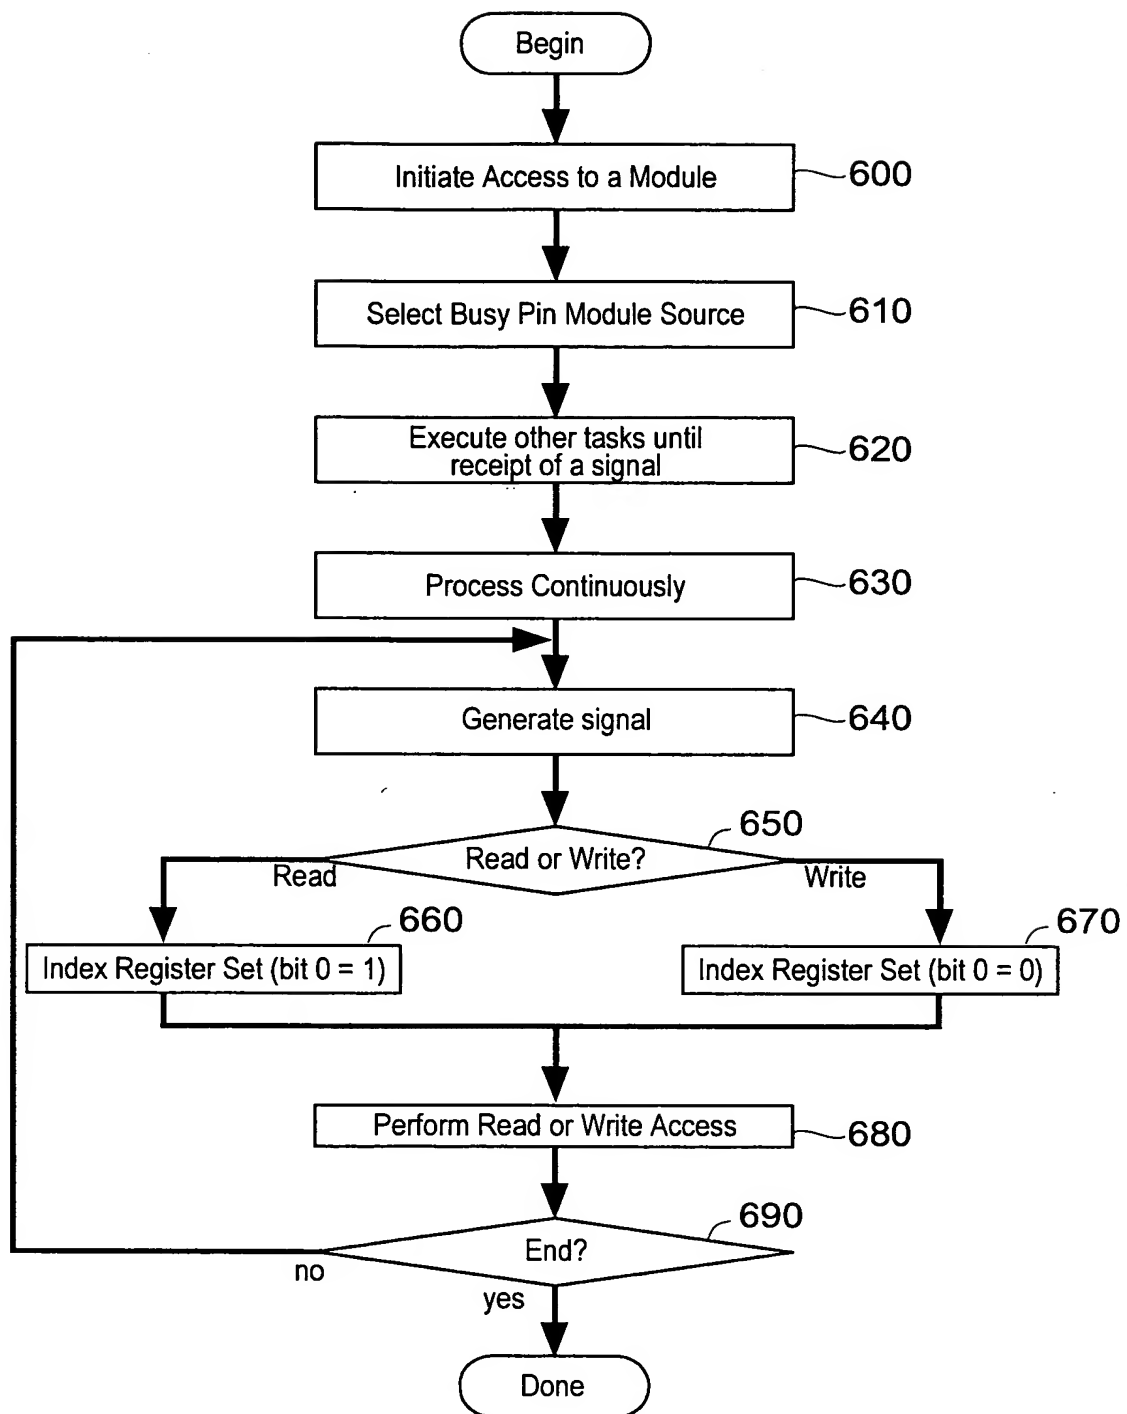 Begin
Initiate Access to a Module
600
Select Busy Pin Module Source
610
Execute other tasks until
receipt of a signal
620
Process Continuously
630
Generate signal
640
650
Read or Write?
Read
Write
660
670
Index Register Set (bit 0 = 1)
Index Register Set (bit 0 = 0)
Perform Read or Write Access
680
690
End?
no
yes
Done